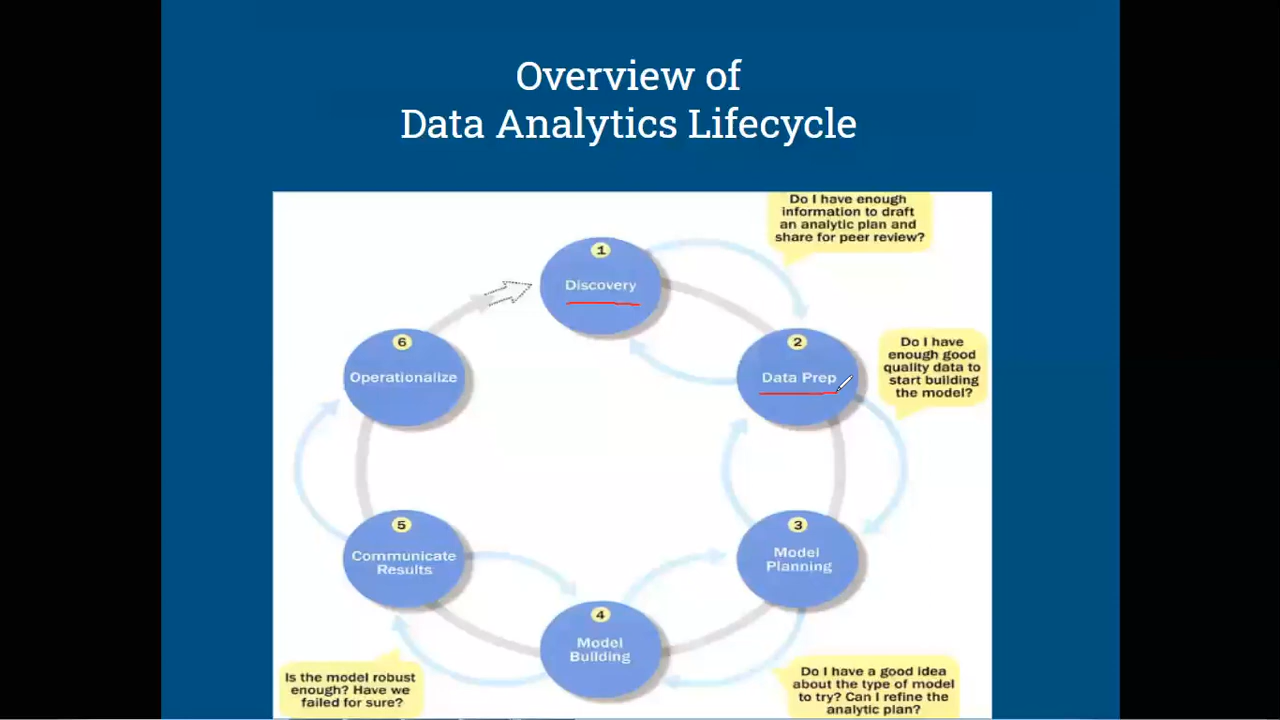 Overview of
Data Analytics Lifecycle
Do I have enough
information to draft
an analytic plan and
share for peer review?
1
Discovery
2
Data Prep
Do I have
enough good
quality data to
start building
the model?
6
Operationalize
3
Model
Planning
5
Communicate
Results
4
Model
Building
Is the model robust
enough? Have we
failed for sure?
Do I have a good idea
about the type of model
to try? Can I refine the
analytic plan?